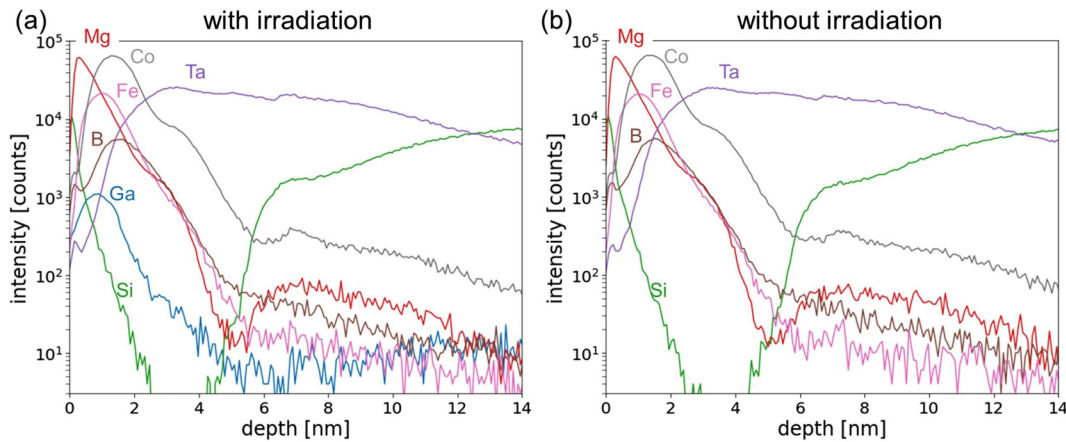 (a) with irradiation
10⁵
10⁴
10³
10²
10¹
intensity [counts]
Mg
Co
Ta
Fe
B
Ga
Si
0 2 4 6 8 10 12 14
depth [nm]
(b) without irradiation
10⁵
10⁴
10³
10²
10¹
intensity [counts]
Mg
Co
Ta
Fe
B
Si
0 2 4 6 8 10 12 14
depth [nm]